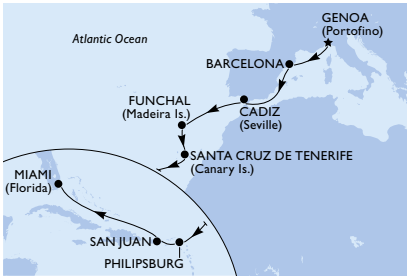 GENOA
(Portofino)
Atlantic Ocean
BARCELONA
FUNCHAL
(Madeira Is.)
CADIZ
(Seville)
SANTA CRUZ DE TENERIFE
(Canary Is.)
MIAMI
(Florida)
SAN JUAN
PHILIPSBURG